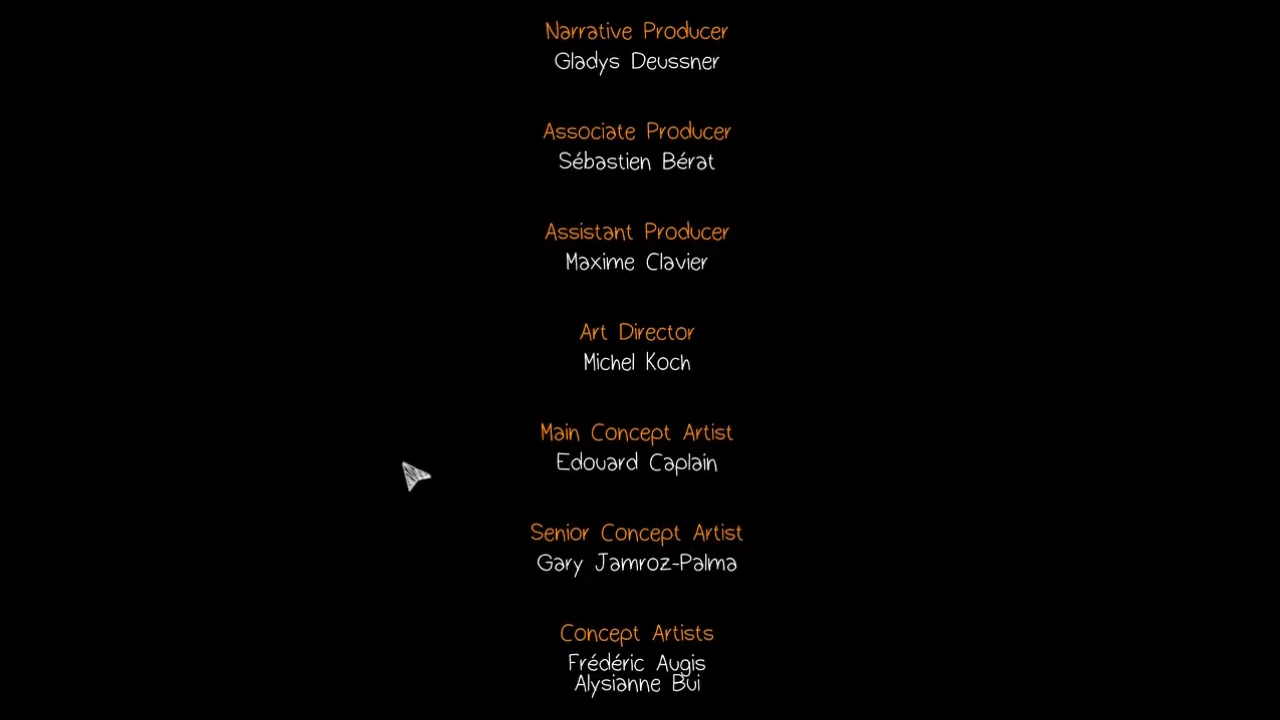 Narrative Producer
Gladys Deussner
Associate Producer
Sébastien Bérat
Assistant Producer
Maxime Clavier
Art Director
Michel Koch
Main Concept Artist
Edouard Caplain
Senior Concept Artist
Gary Jamroz-Palma
Concept Artists
Frédéric Augis
Alysianne Bui